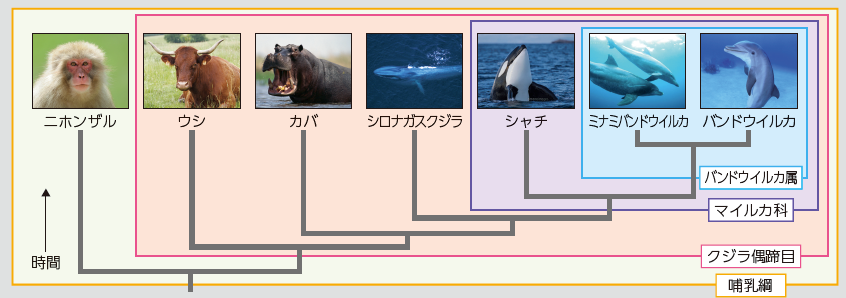 ニホンザル
ウシ
カバ
シロナガスクジラ
シャチ
ミナミバンドウイルカ
バンドウイルカ
バンドウイルカ属
マイルカ科
クジラ偶蹄目
哺乳綱
時間